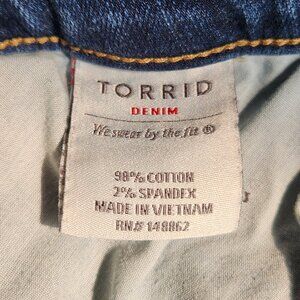 TORRID
DENIM
We swear by the fit ®
98% COTTON
2% SPANDEX
MADE IN VIETNAM
RN# 148862